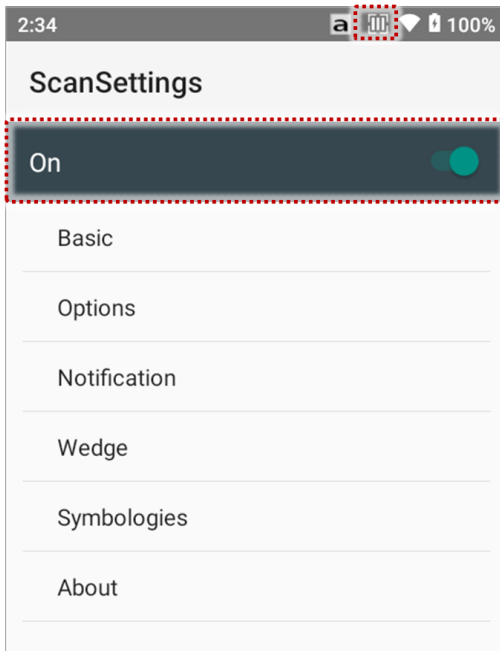 2:34 a 100%
ScanSettings
On
Basic
Options
Notification
Wedge
Symbologies
About